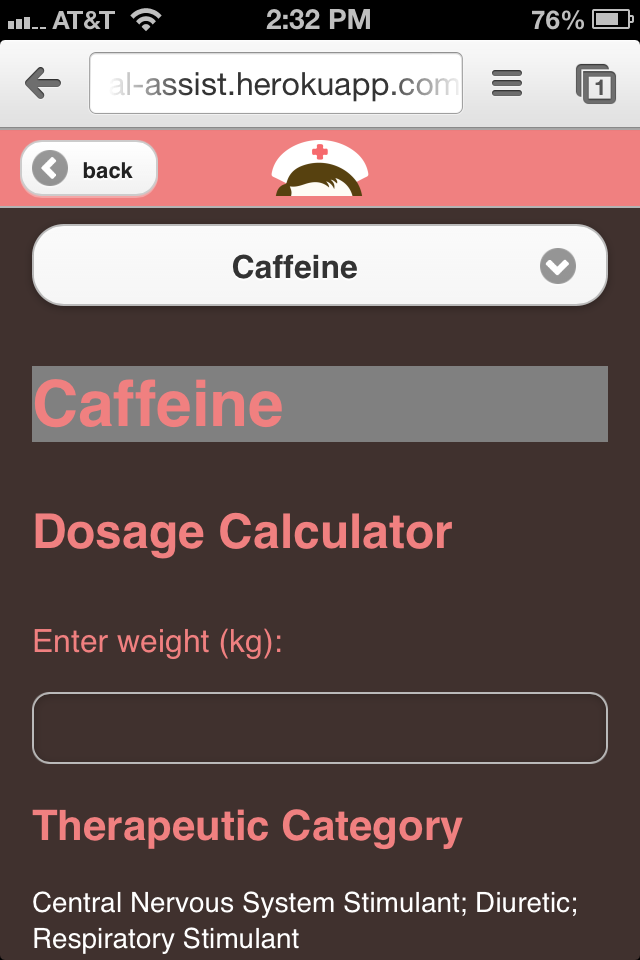 AT&T 2:32 PM 76%
al-assist.herokuapp.com 1
back
Caffeine
Caffeine
Dosage Calculator
Enter weight (kg):
Therapeutic Category
Central Nervous System Stimulant; Diuretic;
Respiratory Stimulant